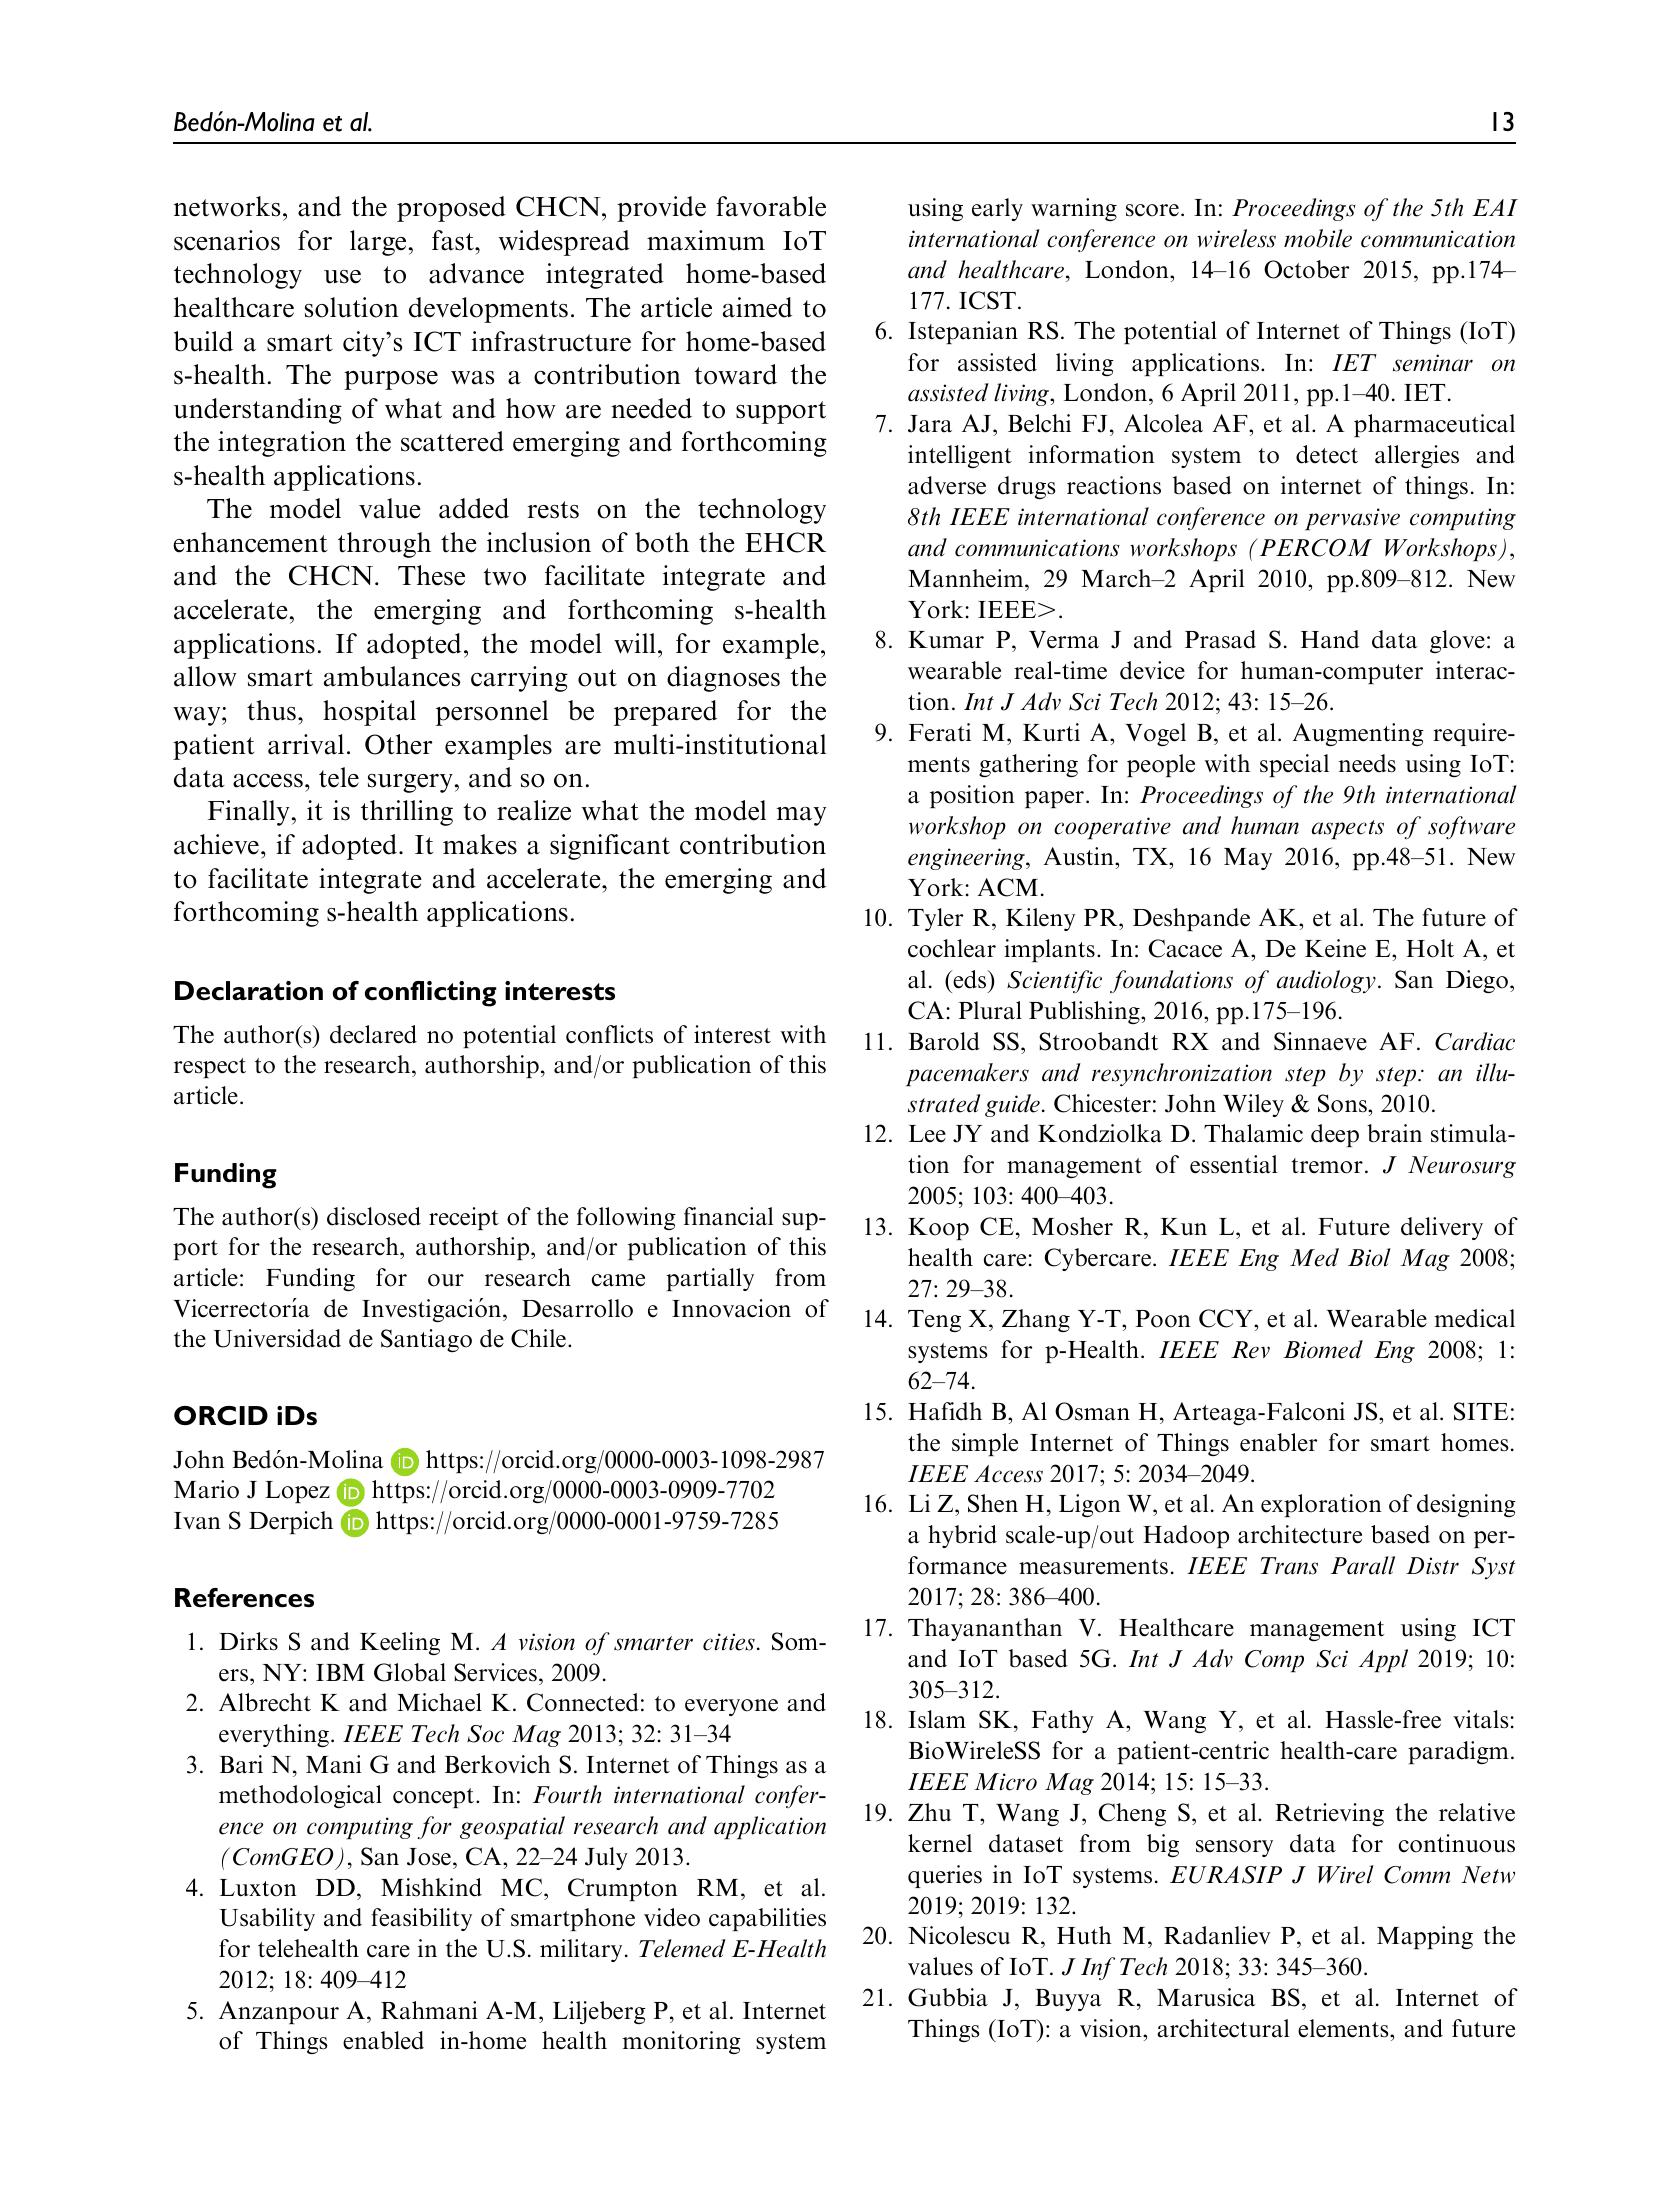 Bedón-Molina et al.
13
networks, and the proposed CHCN, provide favorable
scenarios for large, fast, widespread maximum IoT
technology use to advance integrated home-based
healthcare solution developments. The article aimed to
build a smart city's ICT infrastructure for home-based
s-health. The purpose was a contribution toward the
understanding of what and how are needed to support
the integration the scattered emerging and forthcoming
s-health applications.
The model value added rests on the technology
enhancement through the inclusion of both the EHCR
and the CHCN. These two facilitate integrate and
accelerate, the emerging and forthcoming s-health
applications. If adopted, the model will, for example,
allow smart ambulances carrying out on diagnoses the
way; thus, hospital personnel be prepared for the
patient arrival. Other examples are multi-institutional
data access, tele surgery, and so on.
Finally, it is thrilling to realize what the model may
achieve, if adopted. It makes a significant contribution
to facilitate integrate and accelerate, the emerging and
forthcoming s-health applications.
Declaration of conflicting interests
The author(s) declared no potential conflicts of interest with
respect to the research, authorship, and/or publication of this
article.
Funding
The author(s) disclosed receipt of the following financial sup-
port for the research, authorship, and/or publication of this
article: Funding for our research came partially from
Vicerrectoría de Investigación, Desarrollo e Innovacion of
the Universidad de Santiago de Chile.
ORCID iDs
John Bedón-Molina iD https://orcid.org/0000-0003-1098-2987
Mario J Lopez iD https://orcid.org/0000-0003-0909-7702
Ivan S Derpich iD https://orcid.org/0000-0001-9759-7285
References
1. Dirks S and Keeling M. A vision of smarter cities. Som-
ers, NY: IBM Global Services, 2009.
2. Albrecht K and Michael K. Connected: to everyone and
everything. IEEE Tech Soc Mag 2013; 32: 31–34
3. Bari N, Mani G and Berkovich S. Internet of Things as a
methodological concept. In: Fourth international confer-
ence on computing for geospatial research and application
(ComGEO), San Jose, CA, 22–24 July 2013.
4. Luxton DD, Mishkind MC, Crumpton RM, et al.
Usability and feasibility of smartphone video capabilities
for telehealth care in the U.S. military. Telemed E-Health
2012; 18: 409–412
5. Anzanpour A, Rahmani A-M, Liljeberg P, et al. Internet
of Things enabled in-home health monitoring system
using early warning score. In: Proceedings of the 5th EAI
international conference on wireless mobile communication
and healthcare, London, 14–16 October 2015, pp.174–
177. ICST.
6. Istepanian RS. The potential of Internet of Things (IoT)
for assisted living applications. In: IET seminar on
assisted living, London, 6 April 2011, pp.1–40. IET.
7. Jara AJ, Belchi FJ, Alcolea AF, et al. A pharmaceutical
intelligent information system to detect allergies and
adverse drugs reactions based on internet of things. In:
8th IEEE international conference on pervasive computing
and communications workshops (PERCOM Workshops),
Mannheim, 29 March–2 April 2010, pp.809–812. New
York: IEEE>.
8. Kumar P, Verma J and Prasad S. Hand data glove: a
wearable real-time device for human-computer interac-
tion. Int J Adv Sci Tech 2012; 43: 15–26.
9. Ferati M, Kurti A, Vogel B, et al. Augmenting require-
ments gathering for people with special needs using IoT:
a position paper. In: Proceedings of the 9th international
workshop on cooperative and human aspects of software
engineering, Austin, TX, 16 May 2016, pp.48–51. New
York: ACM.
10. Tyler R, Kileny PR, Deshpande AK, et al. The future of
cochlear implants. In: Cacace A, De Keine E, Holt A, et
al. (eds) Scientific foundations of audiology. San Diego,
CA: Plural Publishing, 2016, pp.175–196.
11. Barold SS, Stroobandt RX and Sinnaeve AF. Cardiac
pacemakers and resynchronization step by step: an illu-
strated guide. Chicester: John Wiley & Sons, 2010.
12. Lee JY and Kondziolka D. Thalamic deep brain stimula-
tion for management of essential tremor. J Neurosurg
2005; 103: 400–403.
13. Koop CE, Mosher R, Kun L, et al. Future delivery of
health care: Cybercare. IEEE Eng Med Biol Mag 2008;
27: 29–38.
14. Teng X, Zhang Y-T, Poon CCY, et al. Wearable medical
systems for p-Health. IEEE Rev Biomed Eng 2008; 1:
62–74.
15. Hafidh B, Al Osman H, Arteaga-Falconi JS, et al. SITE:
the simple Internet of Things enabler for smart homes.
IEEE Access 2017; 5: 2034–2049.
16. Li Z, Shen H, Ligon W, et al. An exploration of designing
a hybrid scale-up/out Hadoop architecture based on per-
formance measurements. IEEE Trans Parall Distr Syst
2017; 28: 386–400.
17. Thayananthan V. Healthcare management using ICT
and IoT based 5G. Int J Adv Comp Sci Appl 2019; 10:
305–312.
18. Islam SK, Fathy A, Wang Y, et al. Hassle-free vitals:
BioWireleSS for a patient-centric health-care paradigm.
IEEE Micro Mag 2014; 15: 15–33.
19. Zhu T, Wang J, Cheng S, et al. Retrieving the relative
kernel dataset from big sensory data for continuous
queries in IoT systems. EURASIP J Wirel Comm Netw
2019; 2019: 132.
20. Nicolescu R, Huth M, Radanliev P, et al. Mapping the
values of IoT. J Inf Tech 2018; 33: 345–360.
21. Gubbia J, Buyya R, Marusica BS, et al. Internet of
Things (IoT): a vision, architectural elements, and future